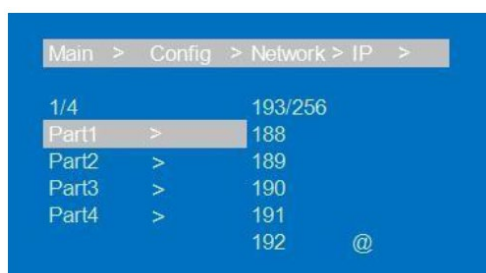 Main > Config > Network > IP >
1/4 193/256
Part1 > 188
Part2 > 189
Part3 > 190
Part4 > 191
192 @